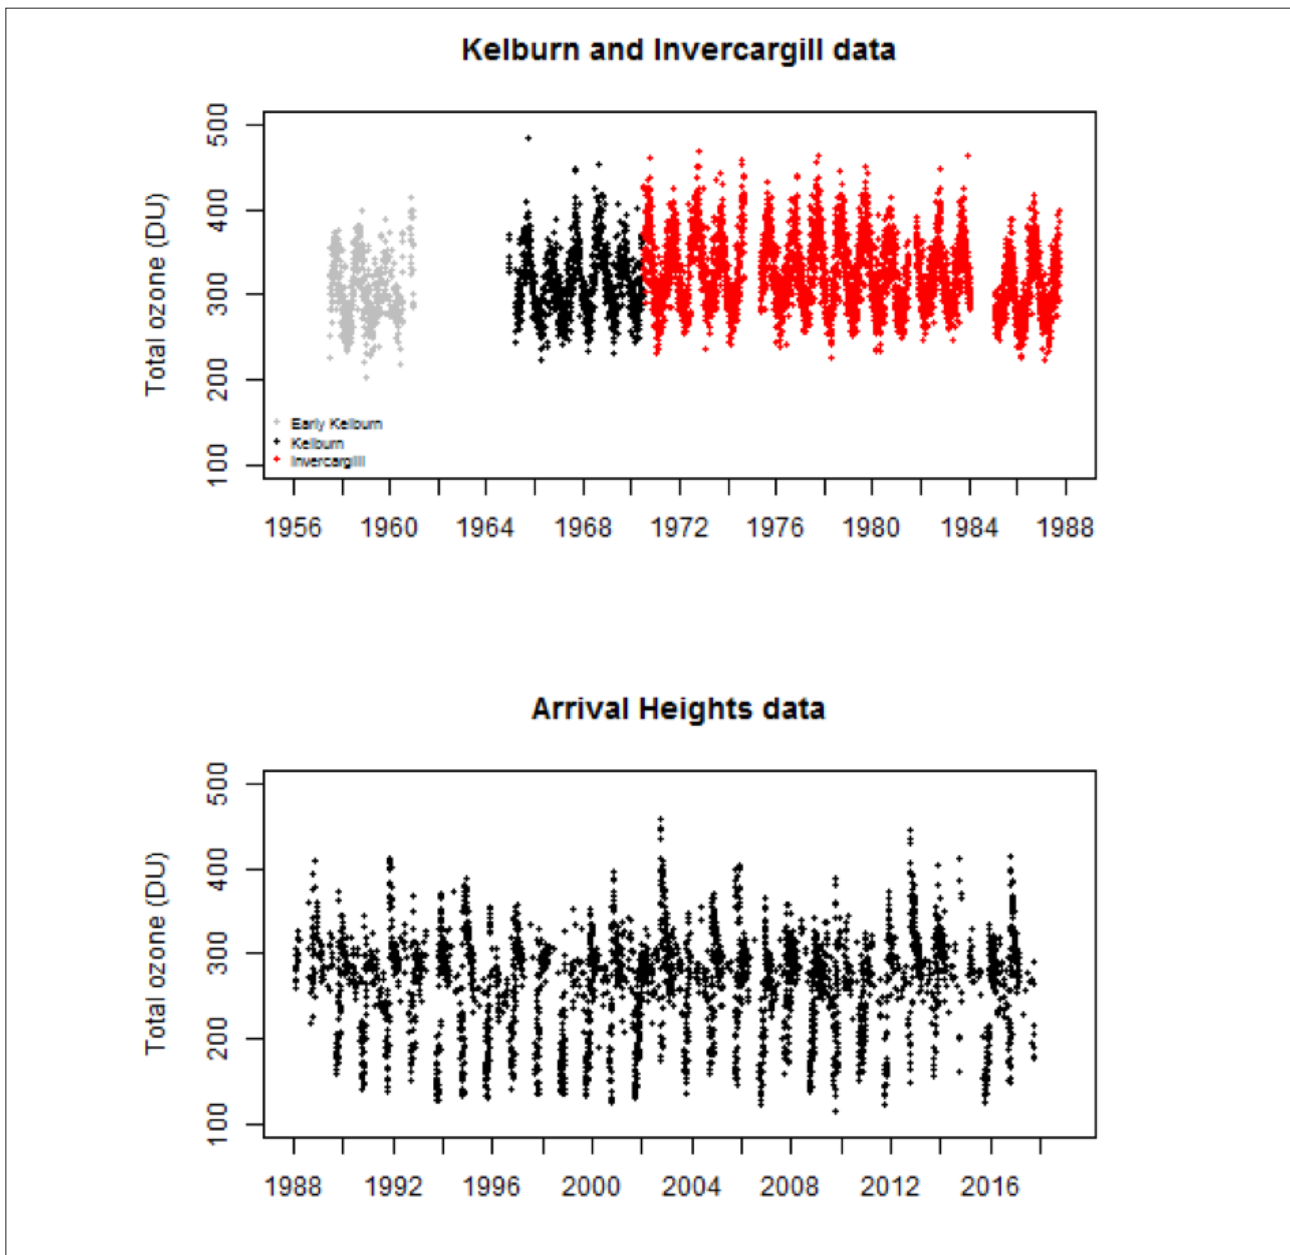 Kelburn and Invercargill data
Total ozone (DU)
500
400
300
200
100
Early Kelburn
Kelburn
Invercargill
1956 1960 1964 1968 1972 1976 1980 1984 1988
Arrival Heights data
Total ozone (DU)
500
400
300
200
100
1988 1992 1996 2000 2004 2008 2012 2016